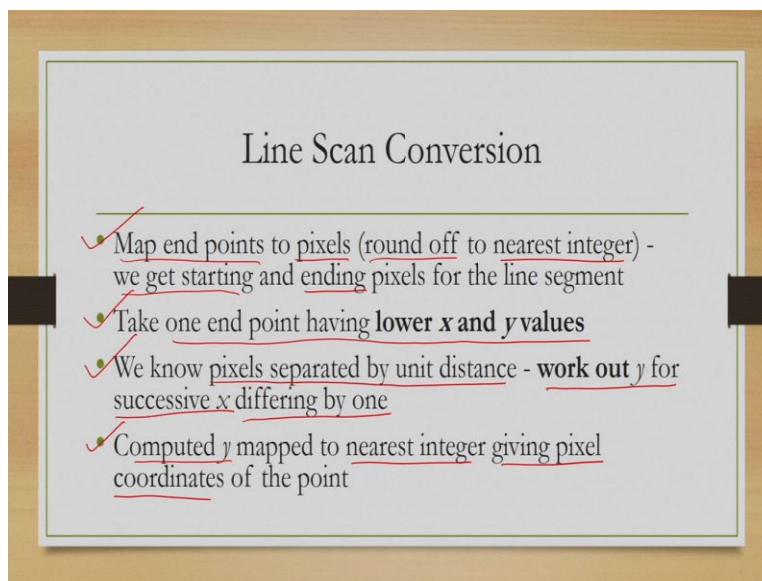 Line Scan Conversion
• Map end points to pixels (round off to nearest integer) -
we get starting and ending pixels for the line segment
• Take one end point having lower x and y values
• We know pixels separated by unit distance - work out y for
successive x differing by one
• Computed y mapped to nearest integer giving pixel
coordinates of the point